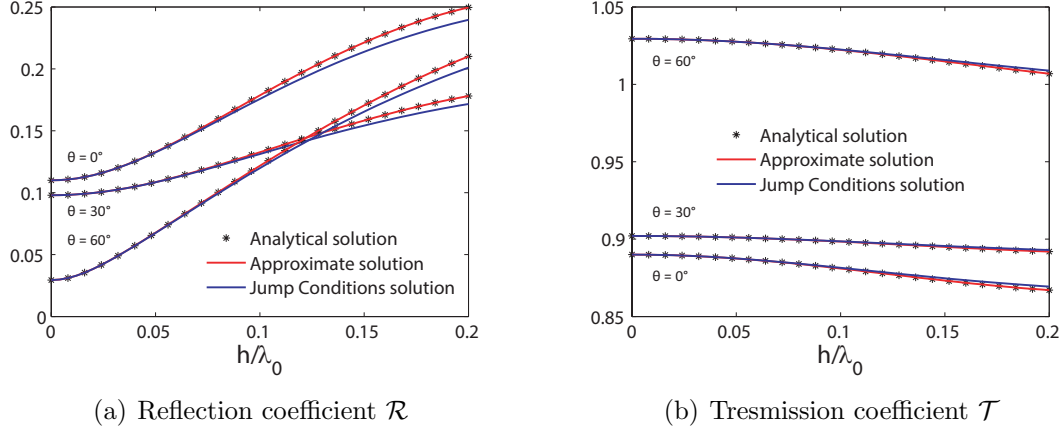 0.25
0.2
0.15
0.1
0.05
0
θ = 0°
θ = 30°
θ = 60°
Analytical solution
Approximate solution
Jump Conditions solution
0 0.05 0.1 0.15 0.2
h/λ₀
(a) Reflection coefficient R
1.05
1
0.95
0.9
0.85
θ = 60°
Analytical solution
Approximate solution
Jump Conditions solution
θ = 30°
θ = 0°
0 0.05 0.1 0.15 0.2
h/λ₀
(b) Tresmission coefficient T